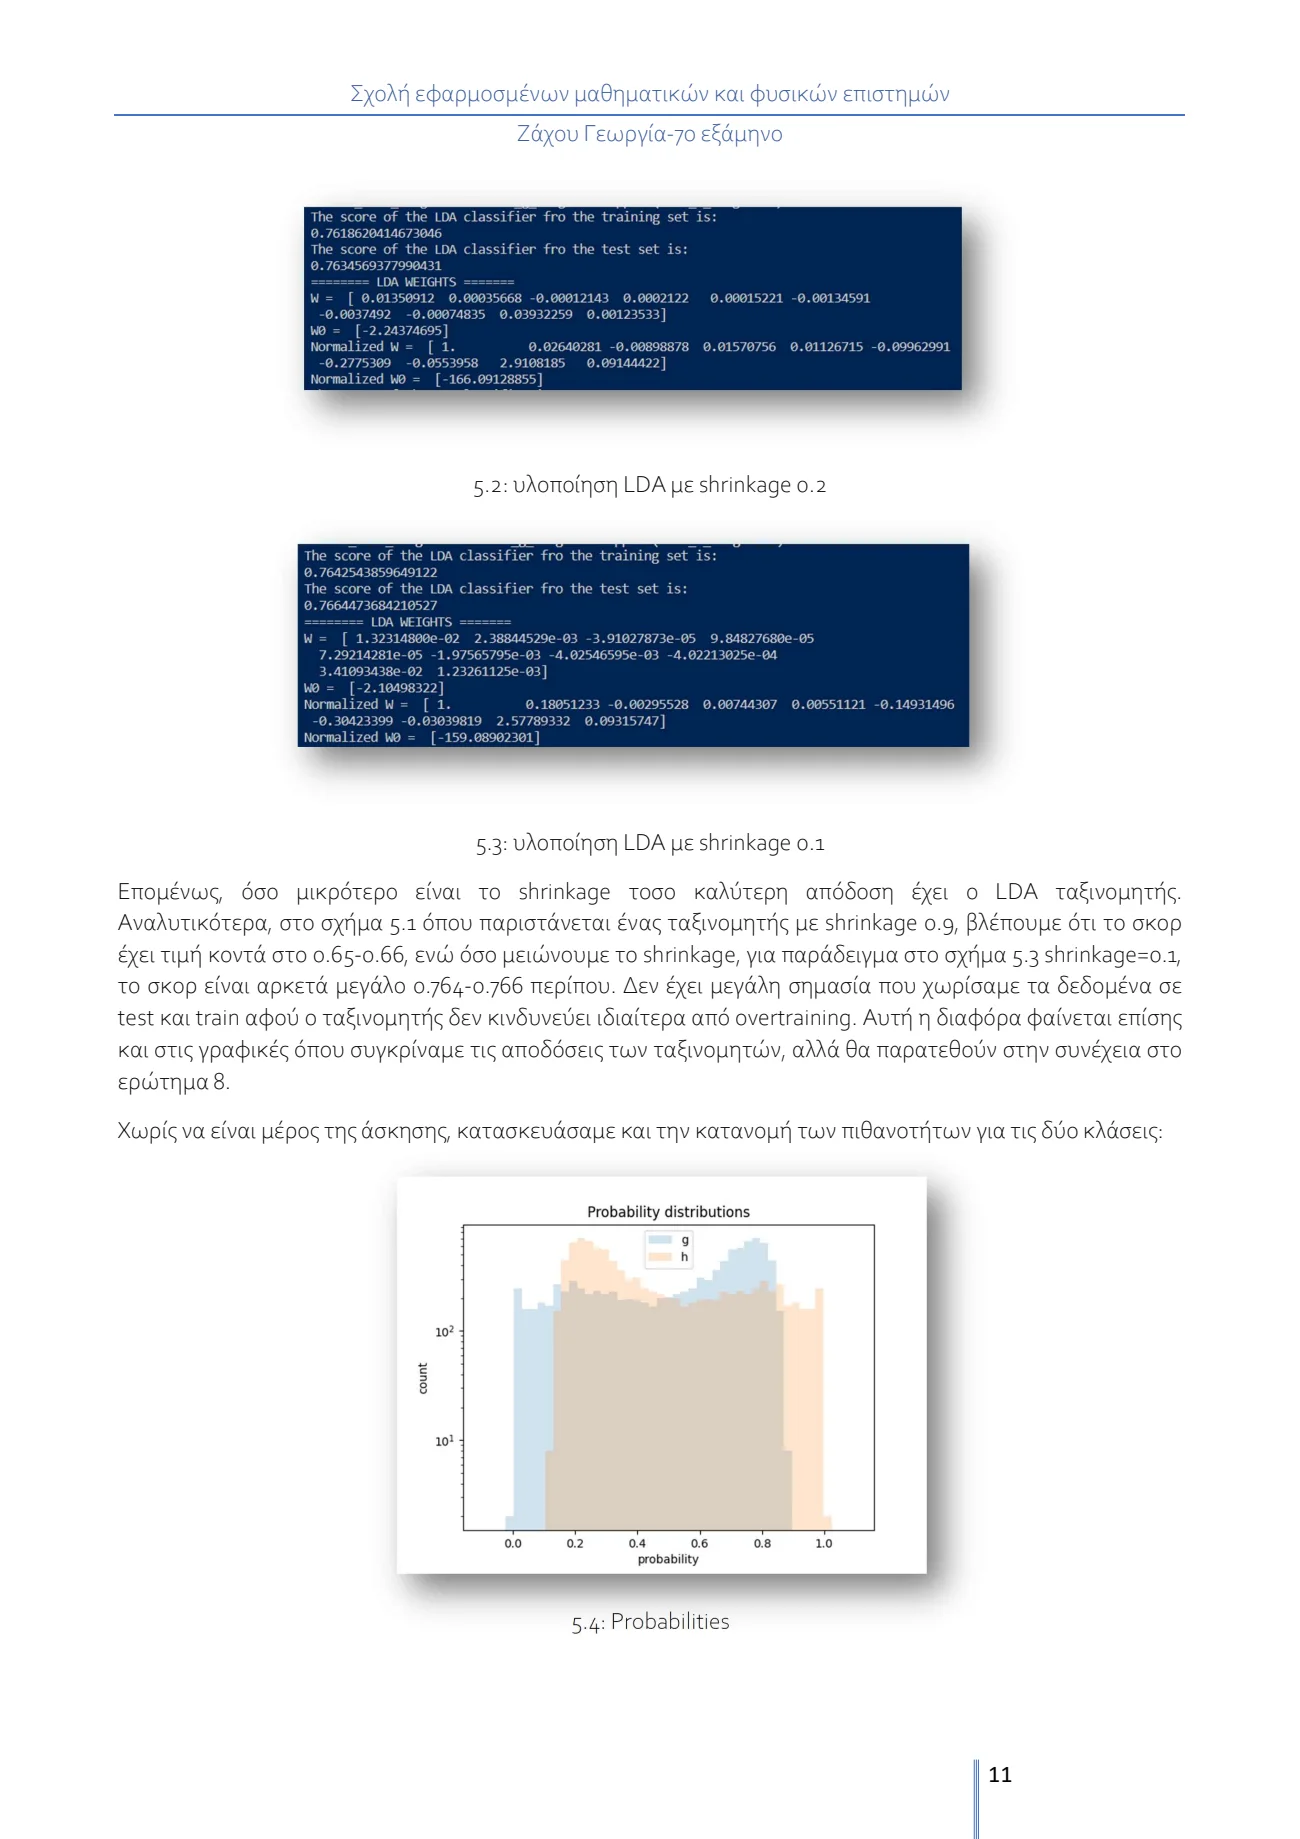 Σχολή εφαρμοσμένων μαθηματικών και φυσικών επιστημών
Ζάχου Γεωργία-7ο εξάμηνο
The score of the LDA classifier fro the training set is:
0.7618620414673046
The score of the LDA classifier fro the test set is:
0.7634569377990431
======== LDA WEIGHTS =======
W =  [ 0.01350912  0.00035668 -0.00012143  0.0002122   0.00015221 -0.00134591
 -0.0037492  -0.00074835  0.03932259  0.00123533]
W0 =  [-2.24374695]
Normalized W =  [ 1.          0.02640281 -0.00898878  0.01570756  0.01126715 -0.09962991
 -0.2775309  -0.0553958   2.9108185   0.09144422]
Normalized W0 =  [-166.09128855]
5.2: υλοποίηση LDA με shrinkage 0.2
The score of the LDA classifier fro the training set is:
0.7642543859649122
The score of the LDA classifier fro the test set is:
0.7664473684210527
======== LDA WEIGHTS =======
W =  [ 1.32314800e-02  2.38844529e-03 -3.91027873e-05  9.84827680e-05
  7.29214281e-05 -1.97565795e-03 -4.02546595e-03 -4.02213025e-04
  3.41093438e-02  1.23261125e-03]
W0 =  [-2.10498322]
Normalized W =  [ 1.          0.18051233 -0.00295528  0.00744307  0.00551121 -0.14931496
 -0.30423399 -0.03039819  2.57789332  0.09315747]
Normalized W0 =  [-159.08902301]
5.3: υλοποίηση LDA με shrinkage 0.1
Επομένως, όσο μικρότερο είναι το shrinkage τοσο καλύτερη απόδοση έχει ο LDA ταξινομητής.
Αναλυτικότερα, στο σχήμα 5.1 όπου παριστάνεται ένας ταξινομητής με shrinkage 0.9, βλέπουμε ότι το σκορ
έχει τιμή κοντά στο 0.65-0.66, ενώ όσο μειώνουμε το shrinkage, για παράδειγμα στο σχήμα 5.3 shrinkage=0.1,
το σκορ είναι αρκετά μεγάλο 0.764-0.766 περίπου. Δεν έχει μεγάλη σημασία που χωρίσαμε τα δεδομένα σε
test και train αφού ο ταξινομητής δεν κινδυνεύει ιδιαίτερα από overtraining. Αυτή η διαφόρα φαίνεται επίσης
και στις γραφικές όπου συγκρίναμε τις αποδόσεις των ταξινομητών, αλλά θα παρατεθούν στην συνέχεια στο
ερώτημα 8.
Χωρίς να είναι μέρος της άσκησης, κατασκευάσαμε και την κατανομή των πιθανοτήτων για τις δύο κλάσεις:
Probability distributions
g
h
10²
10¹
count
0.0 0.2 0.4 0.6 0.8 1.0
probability
5.4: Probabilities
11